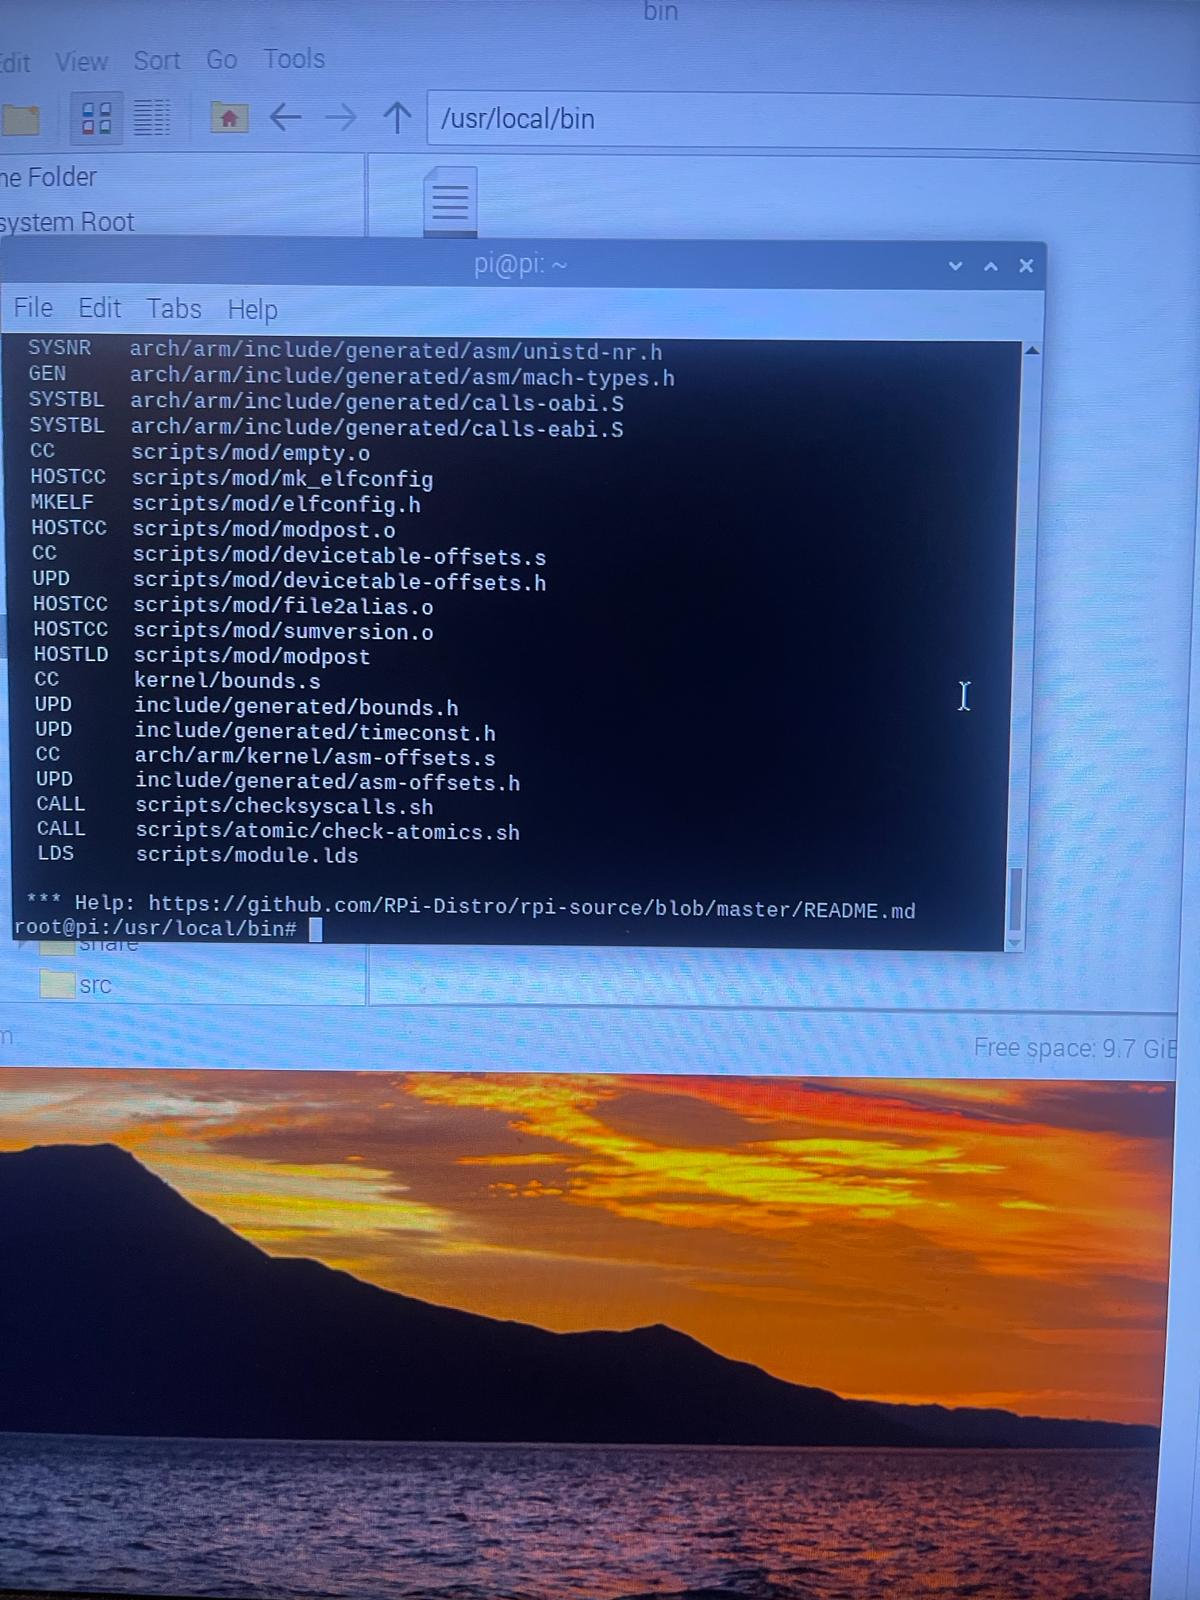 bin
View Sort Go Tools
/usr/local/bin
Folder
System Root
pi@pi: ~
File Edit Tabs Help
SYSNR arch/arm/include/generated/asm/unistd-nr.h
GEN arch/arm/include/generated/asm/mach-types.h
SYSTBL arch/arm/include/generated/calls-oabi.S
SYSTBL arch/arm/include/generated/calls-eabi.S
CC scripts/mod/empty.o
HOSTCC scripts/mod/mk_elfconfig
MKELF scripts/mod/elfconfig.h
HOSTCC scripts/mod/modpost.o
CC scripts/mod/devicetable-offsets.s
UPD scripts/mod/devicetable-offsets.h
HOSTCC scripts/mod/file2alias.o
HOSTCC scripts/mod/sumversion.o
HOSTLD scripts/mod/modpost
CC kernel/bounds.s
UPD include/generated/bounds.h
UPD include/generated/timeconst.h
CC arch/arm/kernel/asm-offsets.s
UPD include/generated/asm-offsets.h
CALL scripts/checksyscalls.sh
CALL scripts/atomic/check-atomics.sh
LDS scripts/module.lds
*** Help: https://github.com/RPi-Distro/rpi-source/blob/master/README.md
root@pi:/usr/local/bin#
share
src
Free space: 9.7 GiB